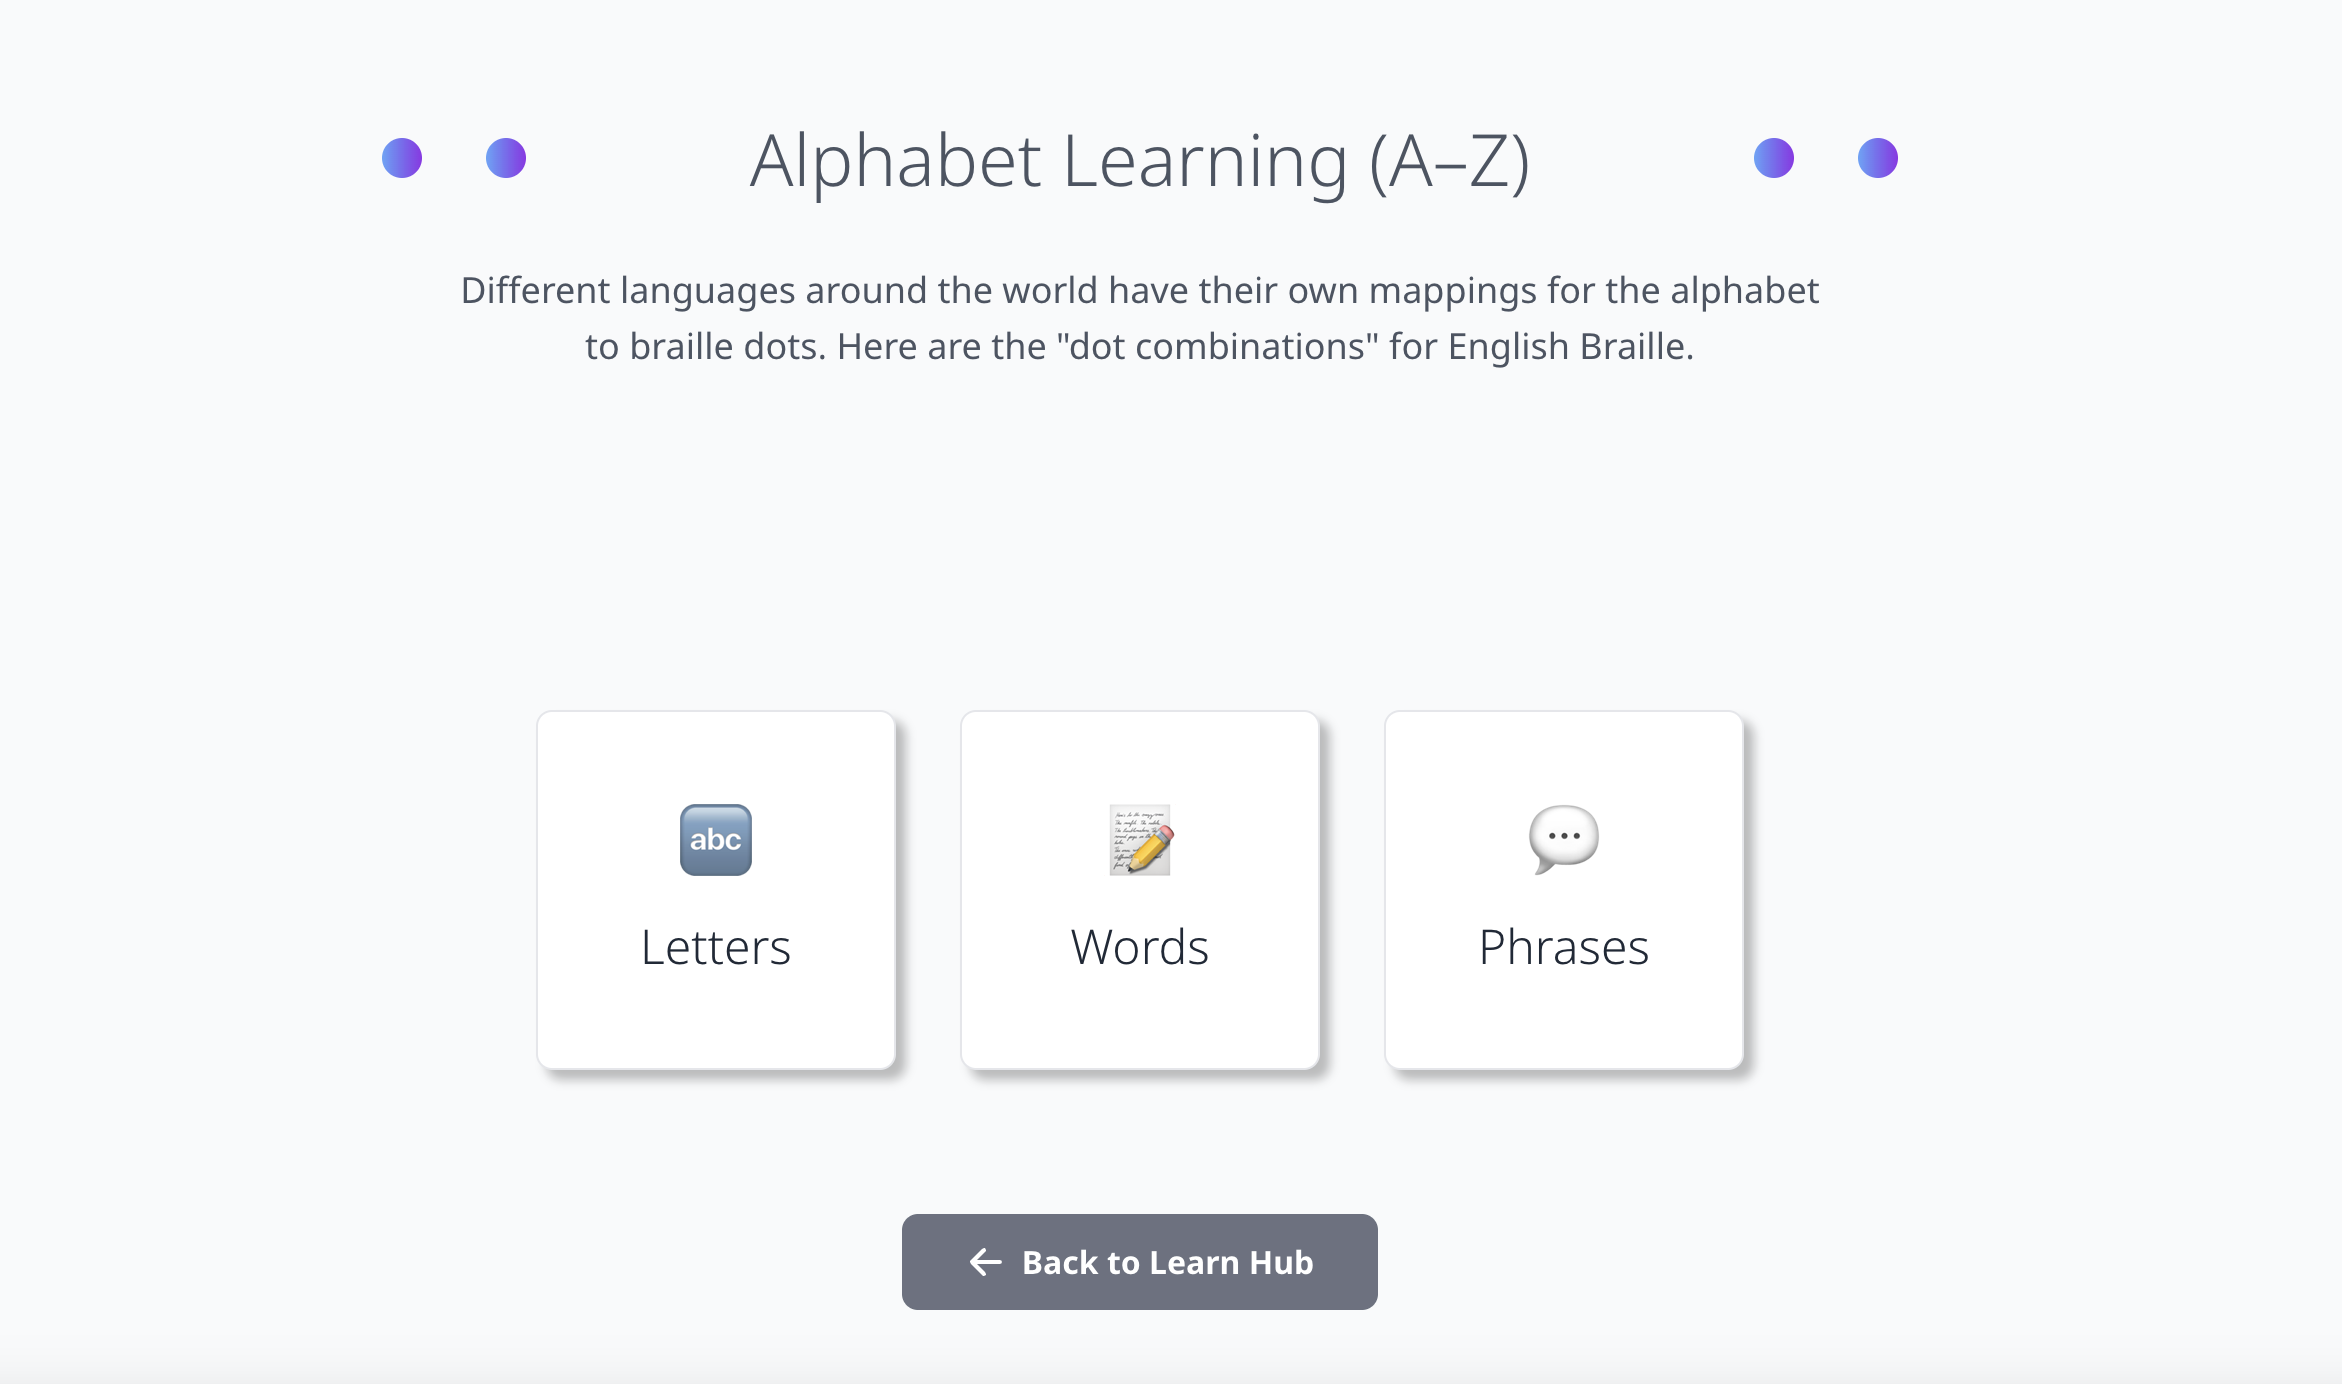 Alphabet Learning (A–Z)
Different languages around the world have their own mappings for the alphabet
to braille dots. Here are the "dot combinations" for English Braille.
abc
Letters
Words
Phrases
Back to Learn Hub